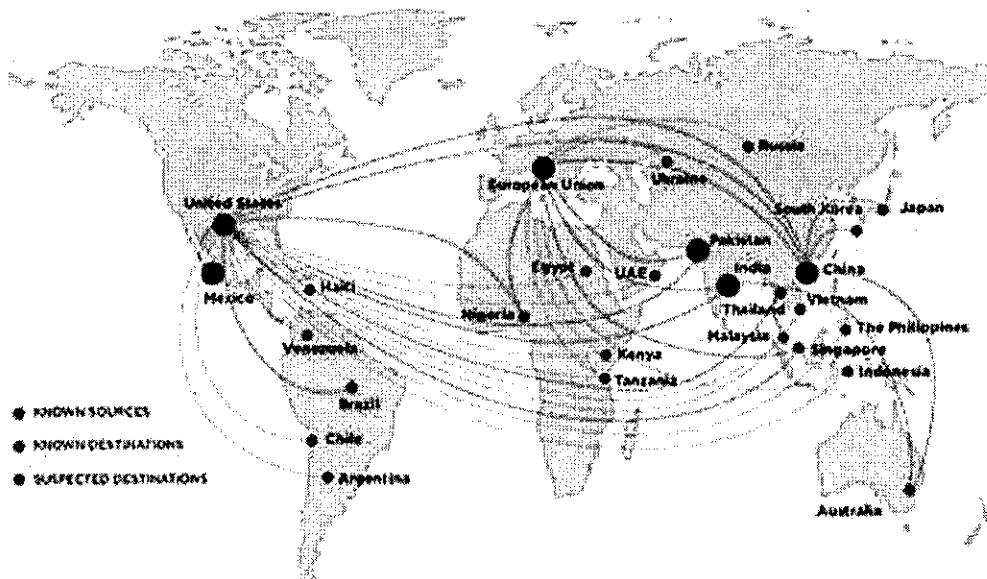 Russia
European Union
Ukraine
United States
South Korea
Japan
Pakistan
Egypt
UAE
India
China
Mexico
Haiti
Nigeria
Thailand
Vietnam
Venezuela
Malaysia
The Philippines
Kenya
Singapore
Tanzania
Indonesia
Brazil
KNOWN SOURCES
Chile
KNOWN DESTINATIONS
SUSPECTED DESTINATIONS
Argentina
Australia